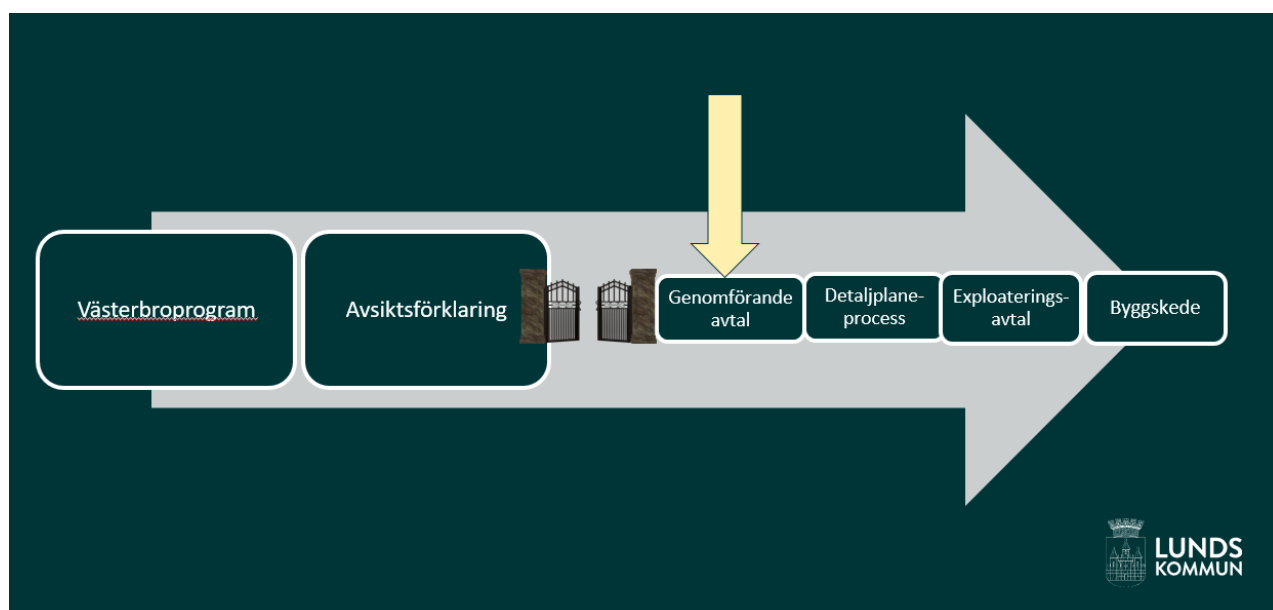 Västerbroprogram
Avsiktsförklaring
Genomförande
avtal
Detaljplane-
process
Exploaterings-
avtal
Byggskede
LUNDS
KOMMUN